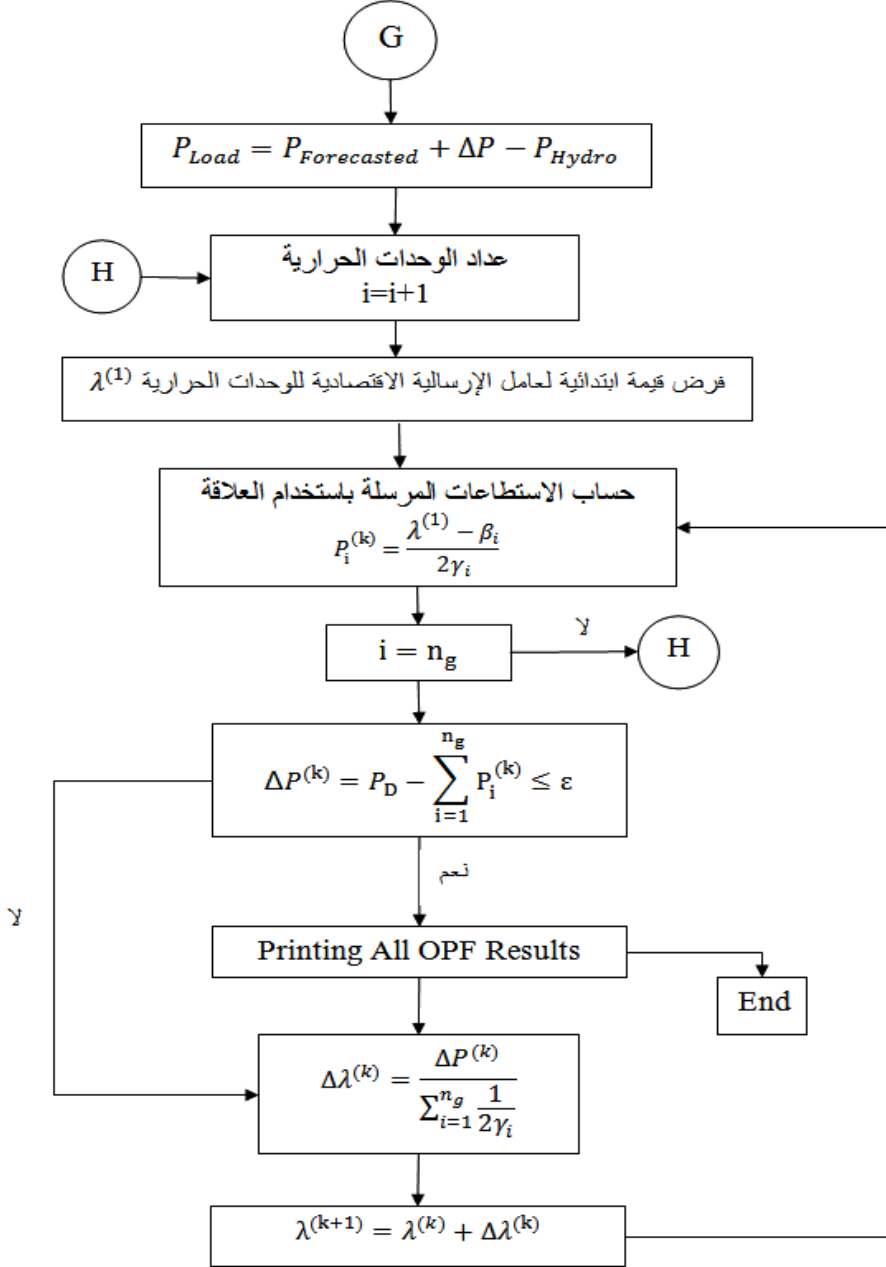 G
P_Load = P_Forecasted + ΔP − P_Hydro
عداد الوحدات الحرارية
i=i+1
H
فرض قيمة ابتدائية لعامل الإرسالية الاقتصادية للوحدات الحرارية λ^(1)
حساب الاستطاعات المرسلة باستخدام العلاقة
P_i^(k) = (λ^(1) − β_i) / (2γ_i)
i = n_g
لا
H
ΔP^(k) = P_D − ∑_{i=1}^{n_g} P_i^(k) ≤ ε
نعم
لا
Printing All OPF Results
End
Δλ^(k) = ΔP^(k) / (∑_{i=1}^{n_g} 1/(2γ_i))
λ^(k+1) = λ^(k) + Δλ^(k)